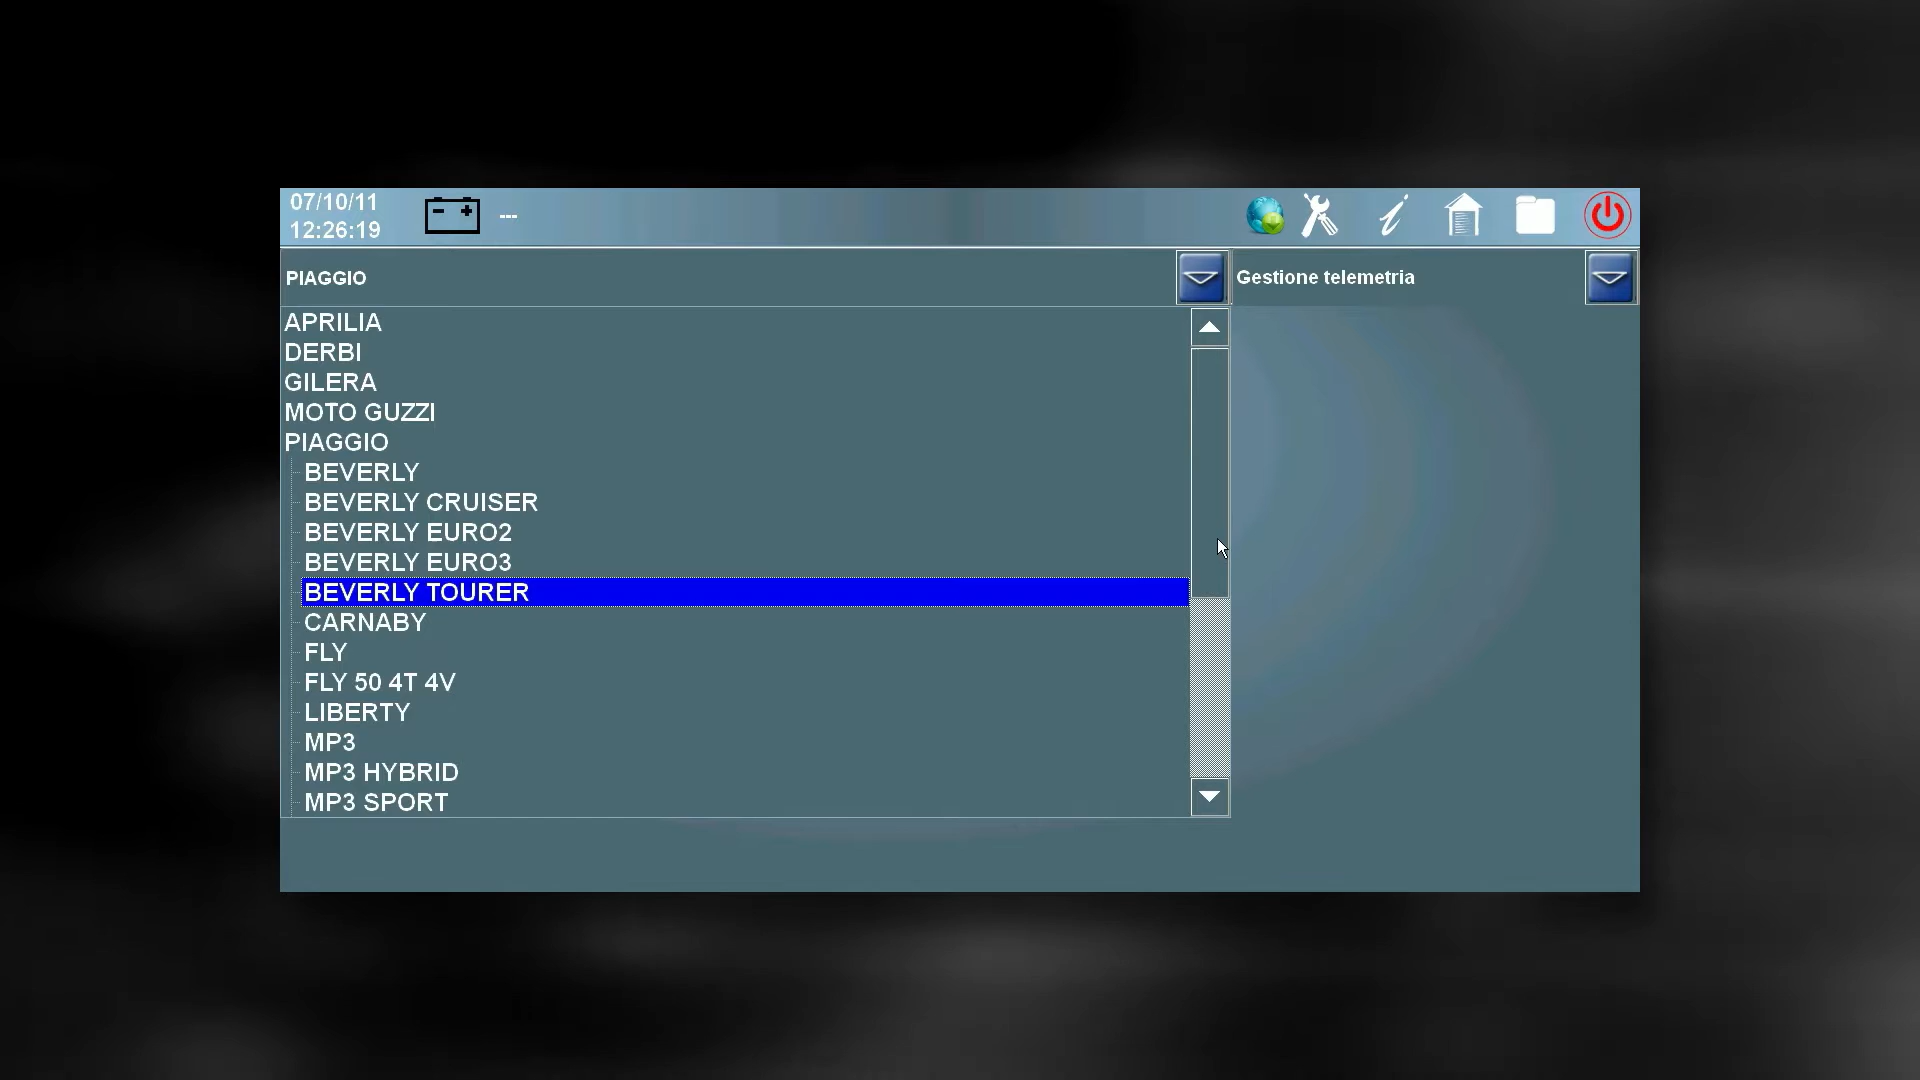 07/10/11
12:26:19
---
PIAGGIO
Gestione telemetria
APRILIA
DERBI
GILERA
MOTO GUZZI
PIAGGIO
BEVERLY
BEVERLY CRUISER
BEVERLY EURO2
BEVERLY EURO3
BEVERLY TOURER
CARNABY
FLY
FLY 50 4T 4V
LIBERTY
MP3
MP3 HYBRID
MP3 SPORT